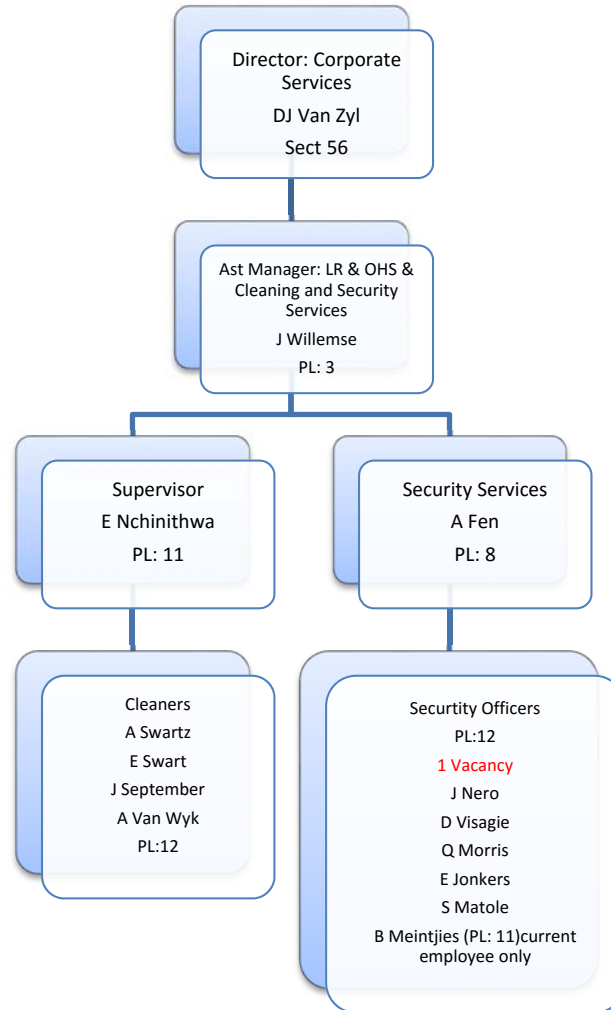 Director: Corporate
Services
DJ Van Zyl
Sect 56
Ast Manager: LR & OHS &
Cleaning and Security
Services
J Willemse
PL: 3
Supervisor
E Nchinithwa
PL: 11
Security Services
A Fen
PL: 8
Cleaners
A Swartz
E Swart
J September
A Van Wyk
PL:12
Securtity Officers
PL:12
1 Vacancy
J Nero
D Visagie
Q Morris
E Jonkers
S Matole
B Meintjies (PL: 11)current
employee only